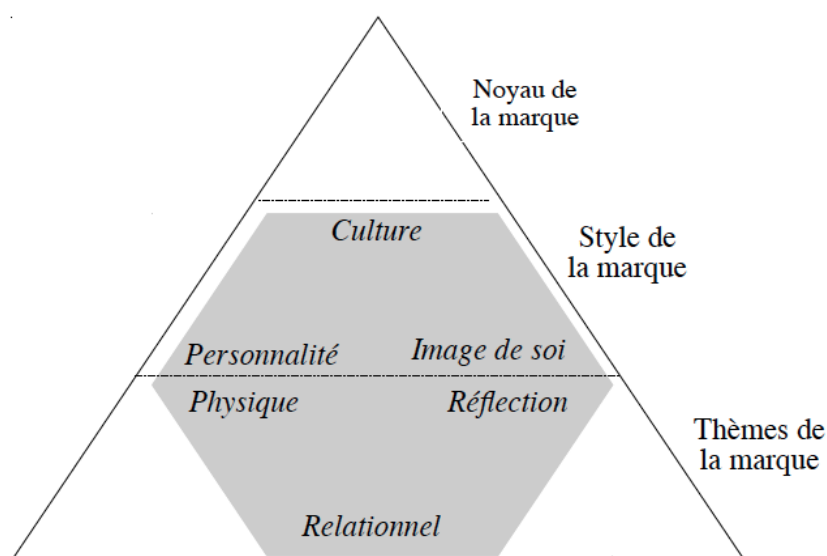 Noyau de
la marque
Culture
Style de
la marque
Personnalité
Image de soi
Physique
Réflection
Thèmes de
la marque
Relationnel